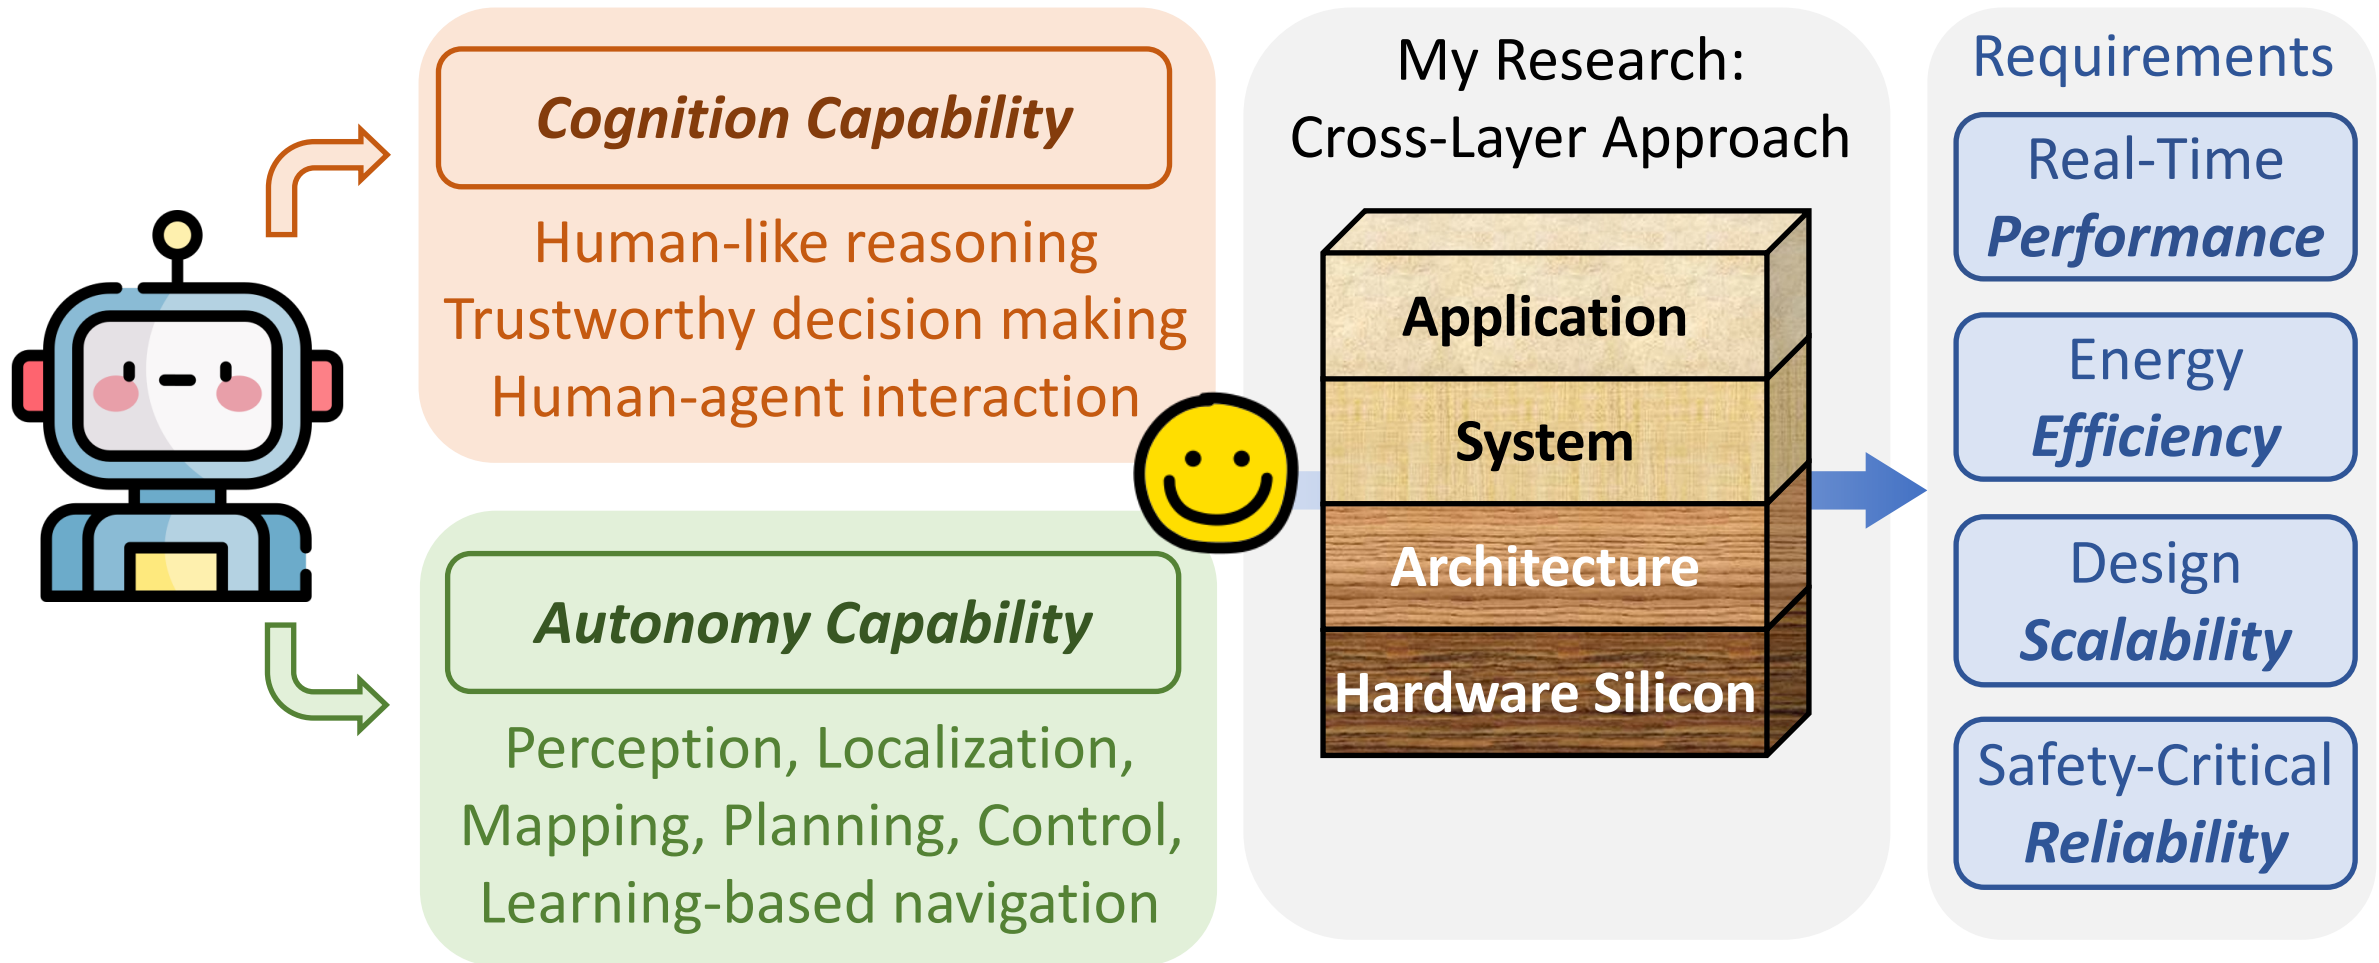 Cognition Capability
Human-like reasoning
Trustworthy decision making
Human-agent interaction
Autonomy Capability
Perception, Localization,
Mapping, Planning, Control,
Learning-based navigation
My Research:
Cross-Layer Approach
Application
System
Architecture
Hardware Silicon
Requirements
Real-Time
Performance
Energy
Efficiency
Design
Scalability
Safety-Critical
Reliability